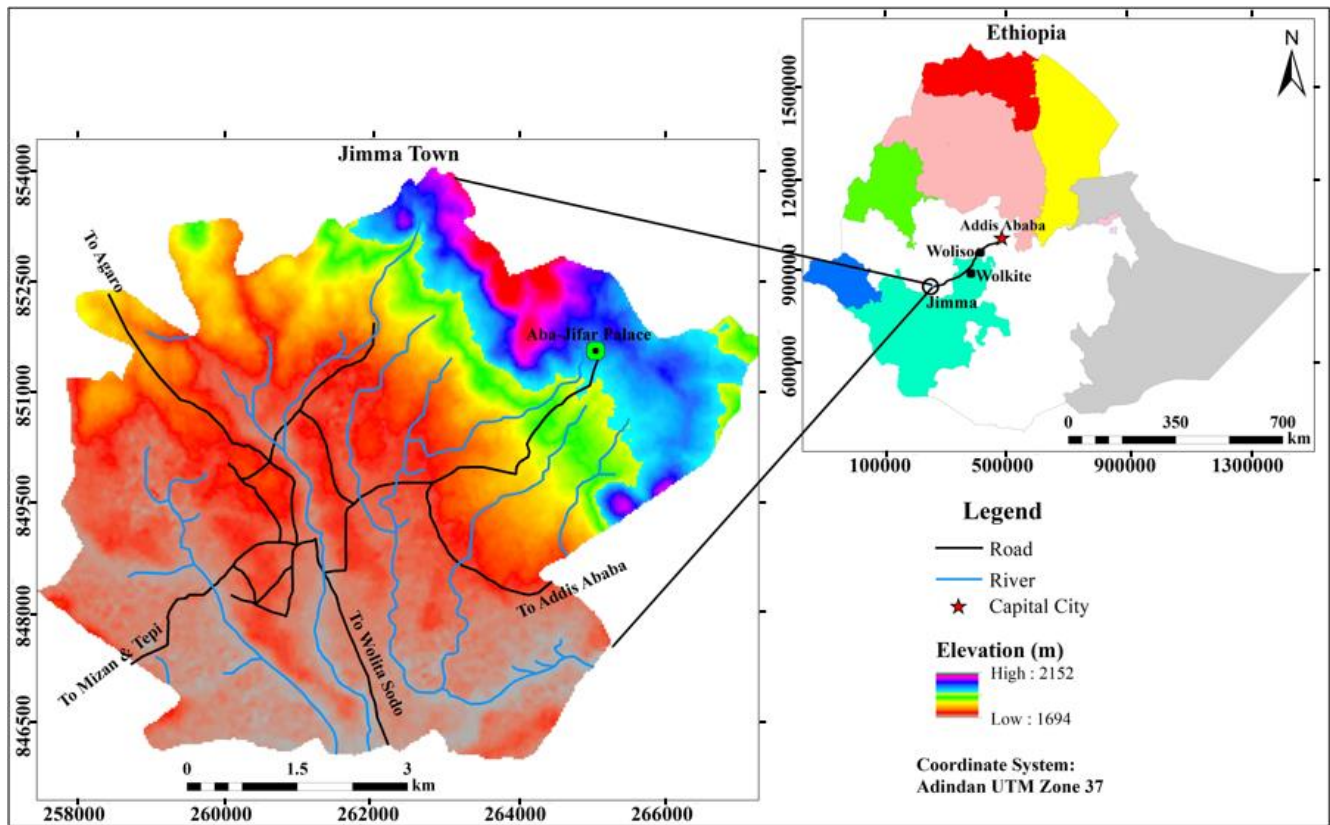 Jimma Town
258000
260000
262000
264000
266000
854000
852500
851000
849500
848000
846500
To Agaro
Aba-Jifar Palace
To Addis Ababa
To Mizan & Tepi
To Wolita Sodo
0 1.5 3
km
Ethiopia
N
1500000
1200000
900000
600000
Addis Ababa
Woliso
Wolkite
Jimma
0 350 700
km
100000 500000 900000 1300000
Legend
Road
River
Capital City
Elevation (m)
High : 2152
Low : 1694
Coordinate System:
Adindan UTM Zone 37